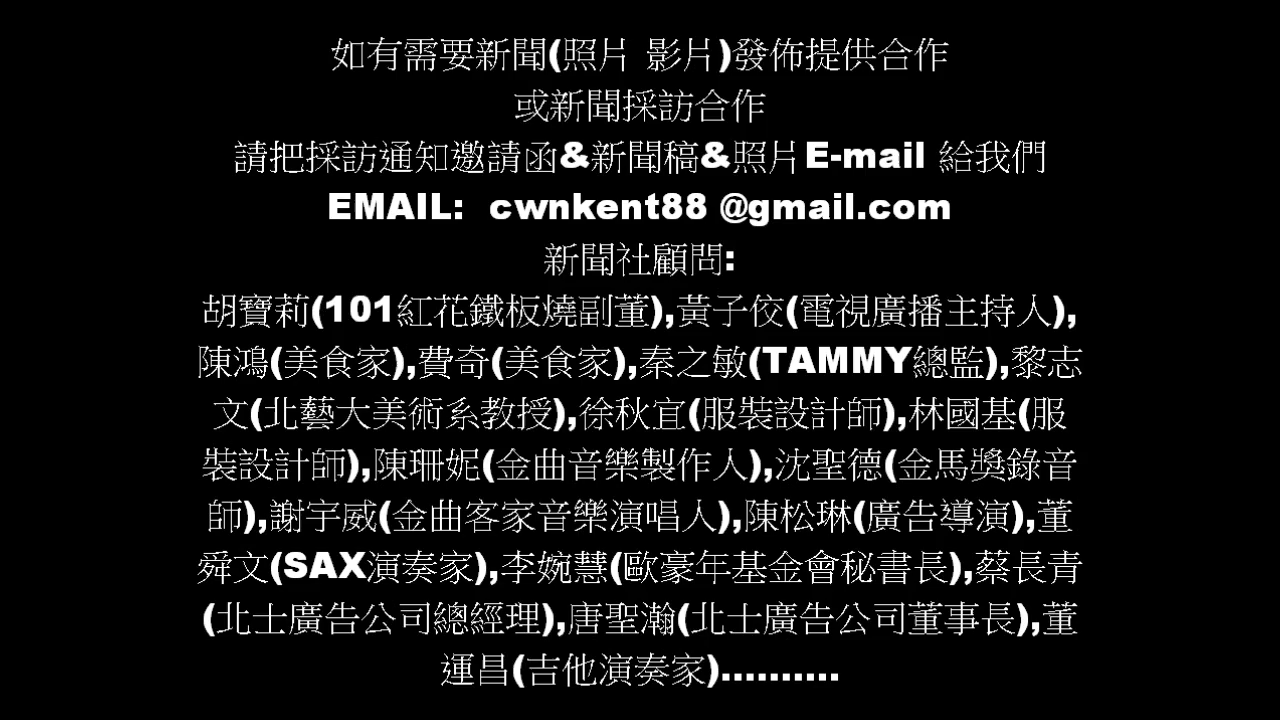 如有需要新聞(照片 影片)發佈提供合作
或新聞採訪合作
請把採訪通知邀請函&新聞稿&照片E-mail 給我們
EMAIL:  cwnkent88 @gmail.com
新聞社顧問:
胡寶莉(101紅花鐵板燒副董),黃子佼(電視廣播主持人),
陳鴻(美食家),費奇(美食家),秦之敏(TAMMY總監),黎志
文(北藝大美術系教授),徐秋宜(服裝設計師),林國基(服
裝設計師),陳珊妮(金曲音樂製作人),沈聖德(金馬獎錄音
師),謝宇威(金曲客家音樂演唱人),陳松琳(廣告導演),董
舜文(SAX演奏家),李婉慧(歐豪年基金會秘書長),蔡長青
(北士廣告公司總經理),唐聖瀚(北士廣告公司董事長),董
運昌(吉他演奏家)..........